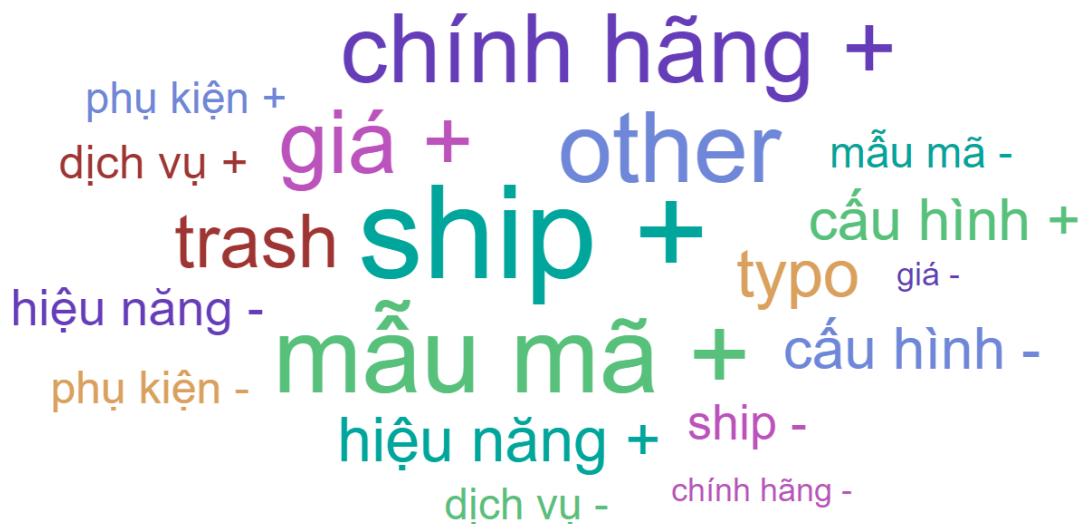 chính hãng +
phụ kiện +
giá +
other
dịch vụ +
mẫu mã -
ship +
cấu hình +
trash
typo
giá -
hiệu năng -
mẫu mã +
cấu hình -
phụ kiện -
ship -
hiệu năng +
chính hãng -
dịch vụ -